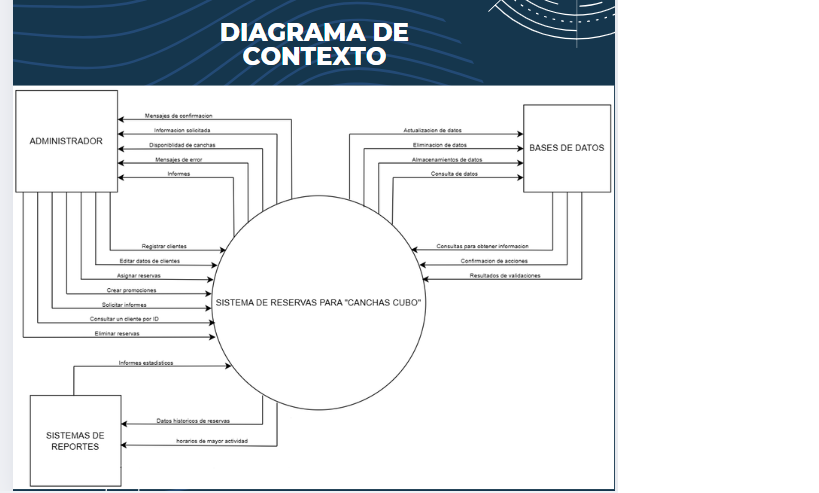 DIAGRAMA DE
CONTEXTO
ADMINISTRADOR
Mensajes de confirmacion
Informacion solicitada
Disponiblidad de canchas
Mensajes de error
Informes
Actualizacion de datos
Eliminacion de datos
Almacenamientos de datos
Consulta de datos
BASES DE DATOS
Registrar clientes
Editar datos de clientes
Asignar reservas
Crear promociones
Solicitar informes
Consultar un cliente por ID
Eliminar reservas
Consultas para obtener informacion
Confirmacion de acciones
Resultados de validaciones
SISTEMA DE RESERVAS PARA "CANCHAS CUBO"
Informes estadisticos
Datos historicos de reservas
horarios de mayor actividad
SISTEMAS DE
REPORTES